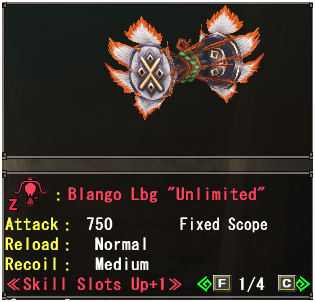 Z : Blango Lbg "Unlimited"
Attack : 750 Fixed Scope
Reload : Normal
Recoil : Medium
≪Skill Slots Up+1≫ F 1/4 C